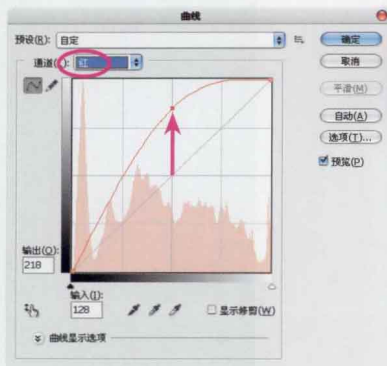 曲线
预设(R): 自定
确定
通道(C): 红
取消
平滑(M)
自动(A)
选项(T)...
预览(P)
输出(O):
218
输入(I):
128
显示修剪(W)
曲线显示选项